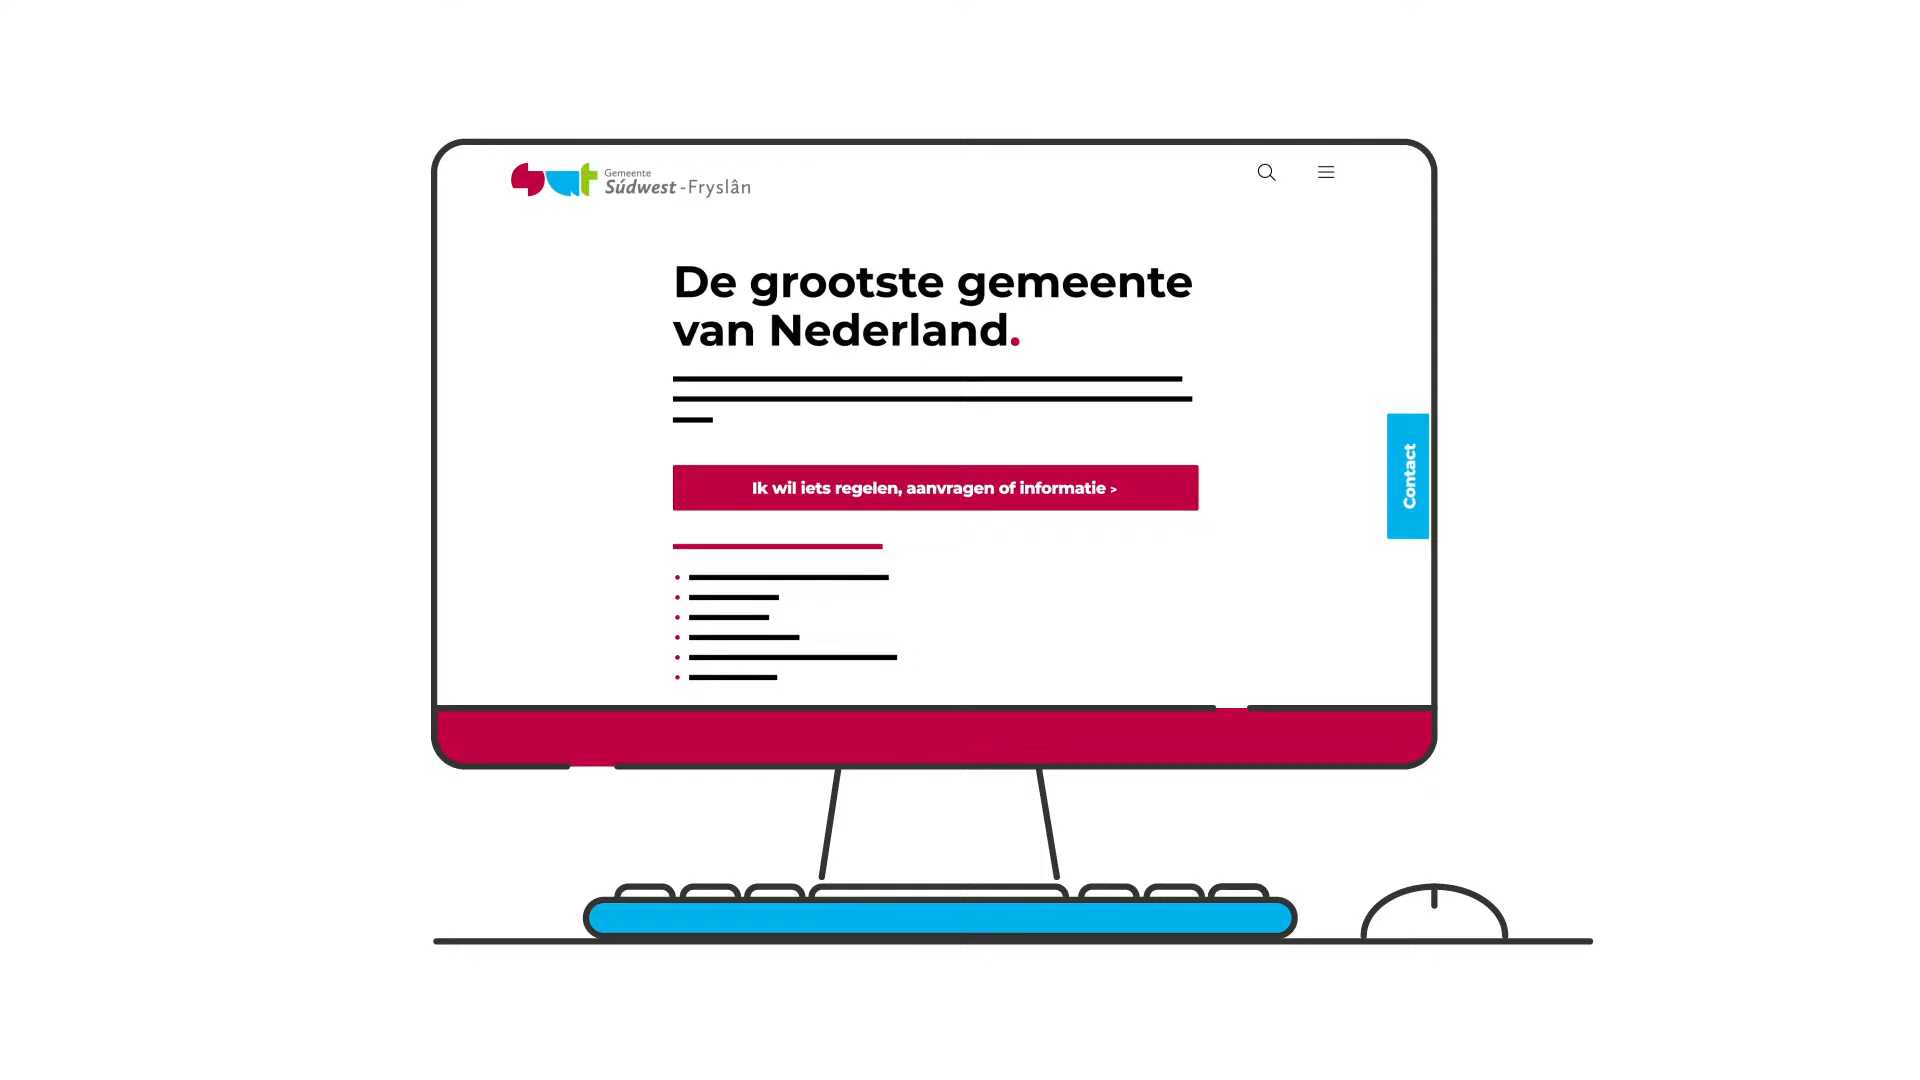 Gemeente
Súdwest-Fryslân
De grootste gemeente
van Nederland.
Ik wil iets regelen, aanvragen of informatie >
Contact